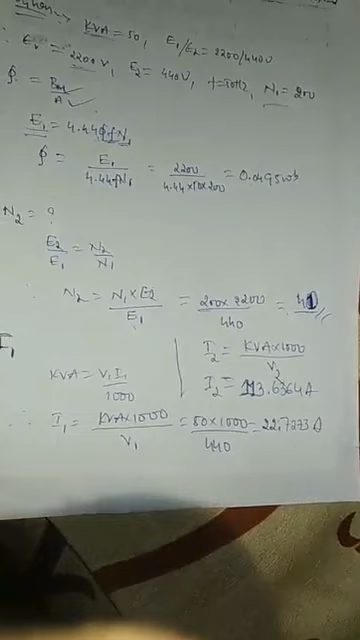 KVA = 50, E₁/E₂ = 2200/440V
E₁ = 2200V, E₂ = 440V, f = 50Hz, N₁ = 200
φ = Bm/A
E₁ = 4.44φfN₁
φ = E₁/4.44fN₁ = 2200/4.44×50×200 = 0.0495wb
N₂ = ?
E₂/E₁ = N₂/N₁
∴ N₂ = N₁×E₂/E₁ = 200×2200/440 =
I₁
KVA = V₁I₁/1000
I₂ = KVA×1000/V₂
I₂ = 113.6364A
∴ I₁ = KVA×1000/V₁ = 50×1000/440 = 22.7273A